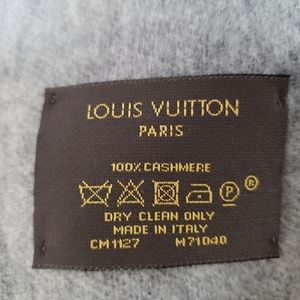 LOUIS VUITTON
PARIS
100% CASHMERE
P ®
DRY CLEAN ONLY
MADE IN ITALY
CM1127 M71040